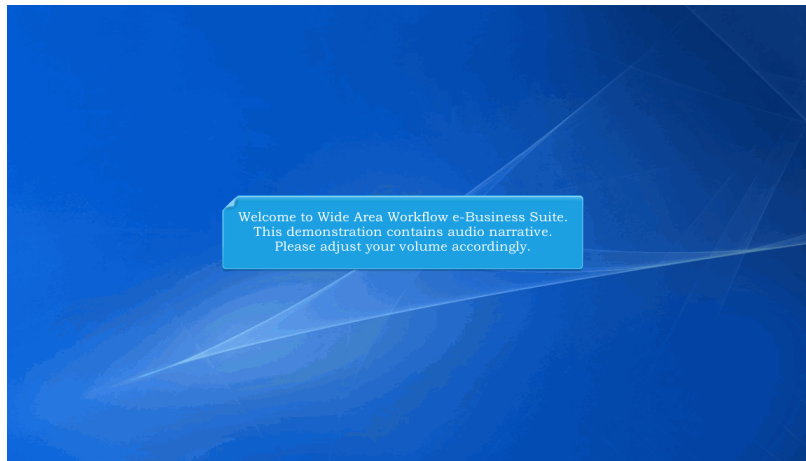 Welcome to Wide Area Workflow e-Business Suite.
This demonstration contains audio narrative.
Please adjust your volume accordingly.